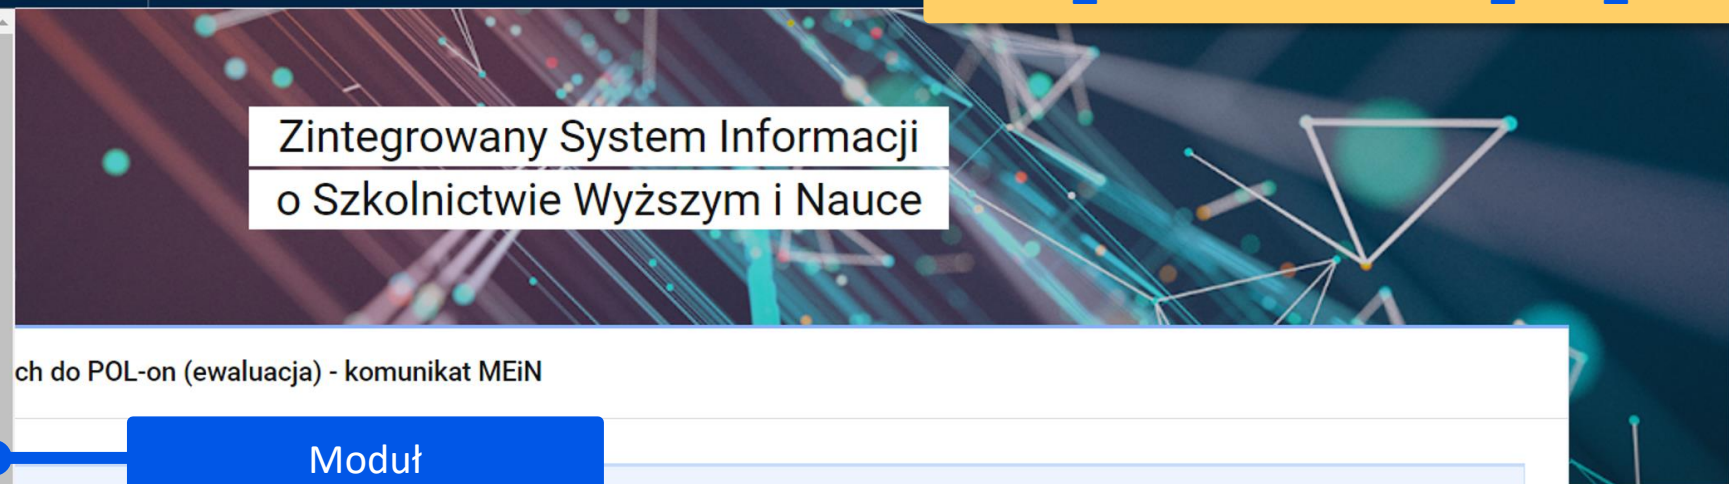 Zintegrowany System Informacji
o Szkolnictwie Wyższym i Nauce
ch do POL-on (ewaluacja) - komunikat MEiN
Moduł